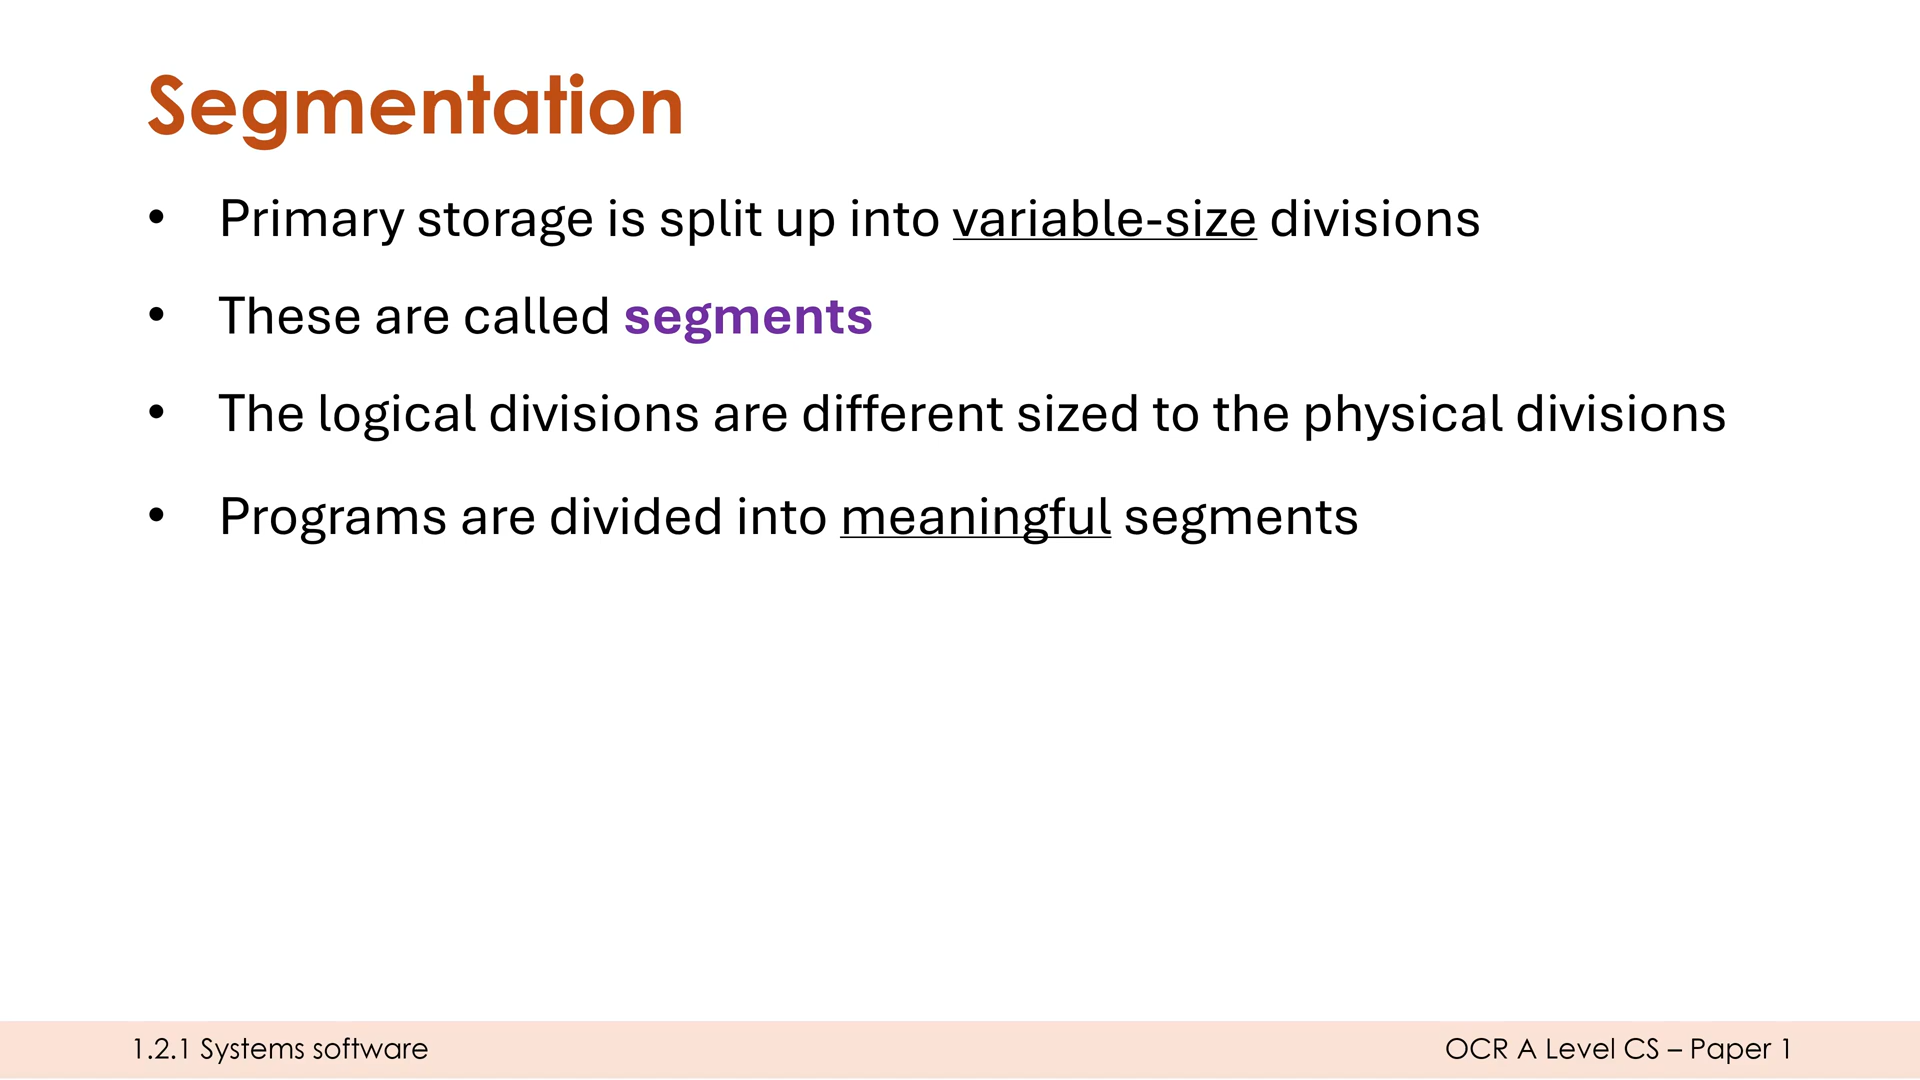 Segmentation
• Primary storage is split up into variable-size divisions
• These are called segments
• The logical divisions are different sized to the physical divisions
• Programs are divided into meaningful segments
1.2.1 Systems software
OCR A Level CS – Paper 1